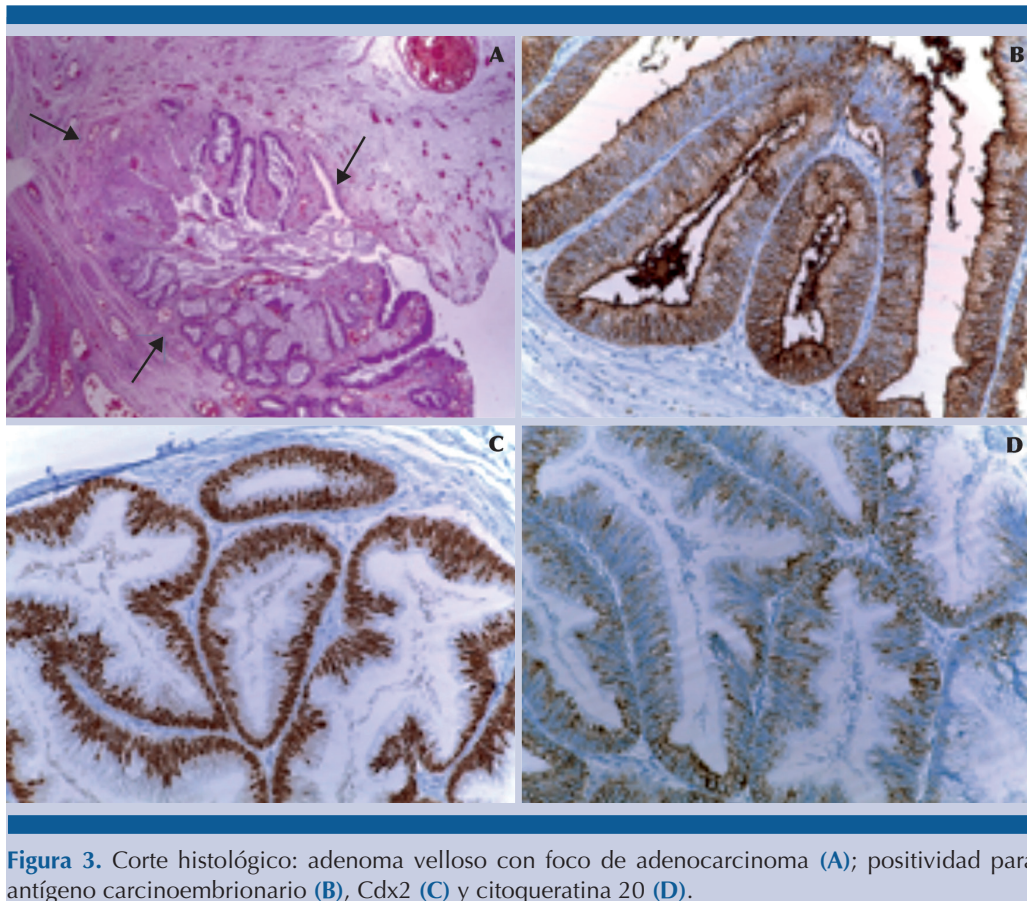 A
B
C
D
Figura 3. Corte histológico: adenoma velloso con foco de adenocarcinoma (A); positividad para
antígeno carcinoembrionario (B), Cdx2 (C) y citoqueratina 20 (D).